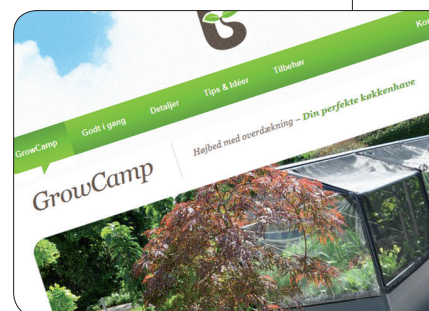 GrowCamp
Godt i gang
Detaljer
Tips & Idéer
Tilbehør
GrowCamp
Højbed med overdækning – Din perfekte køkkenhave